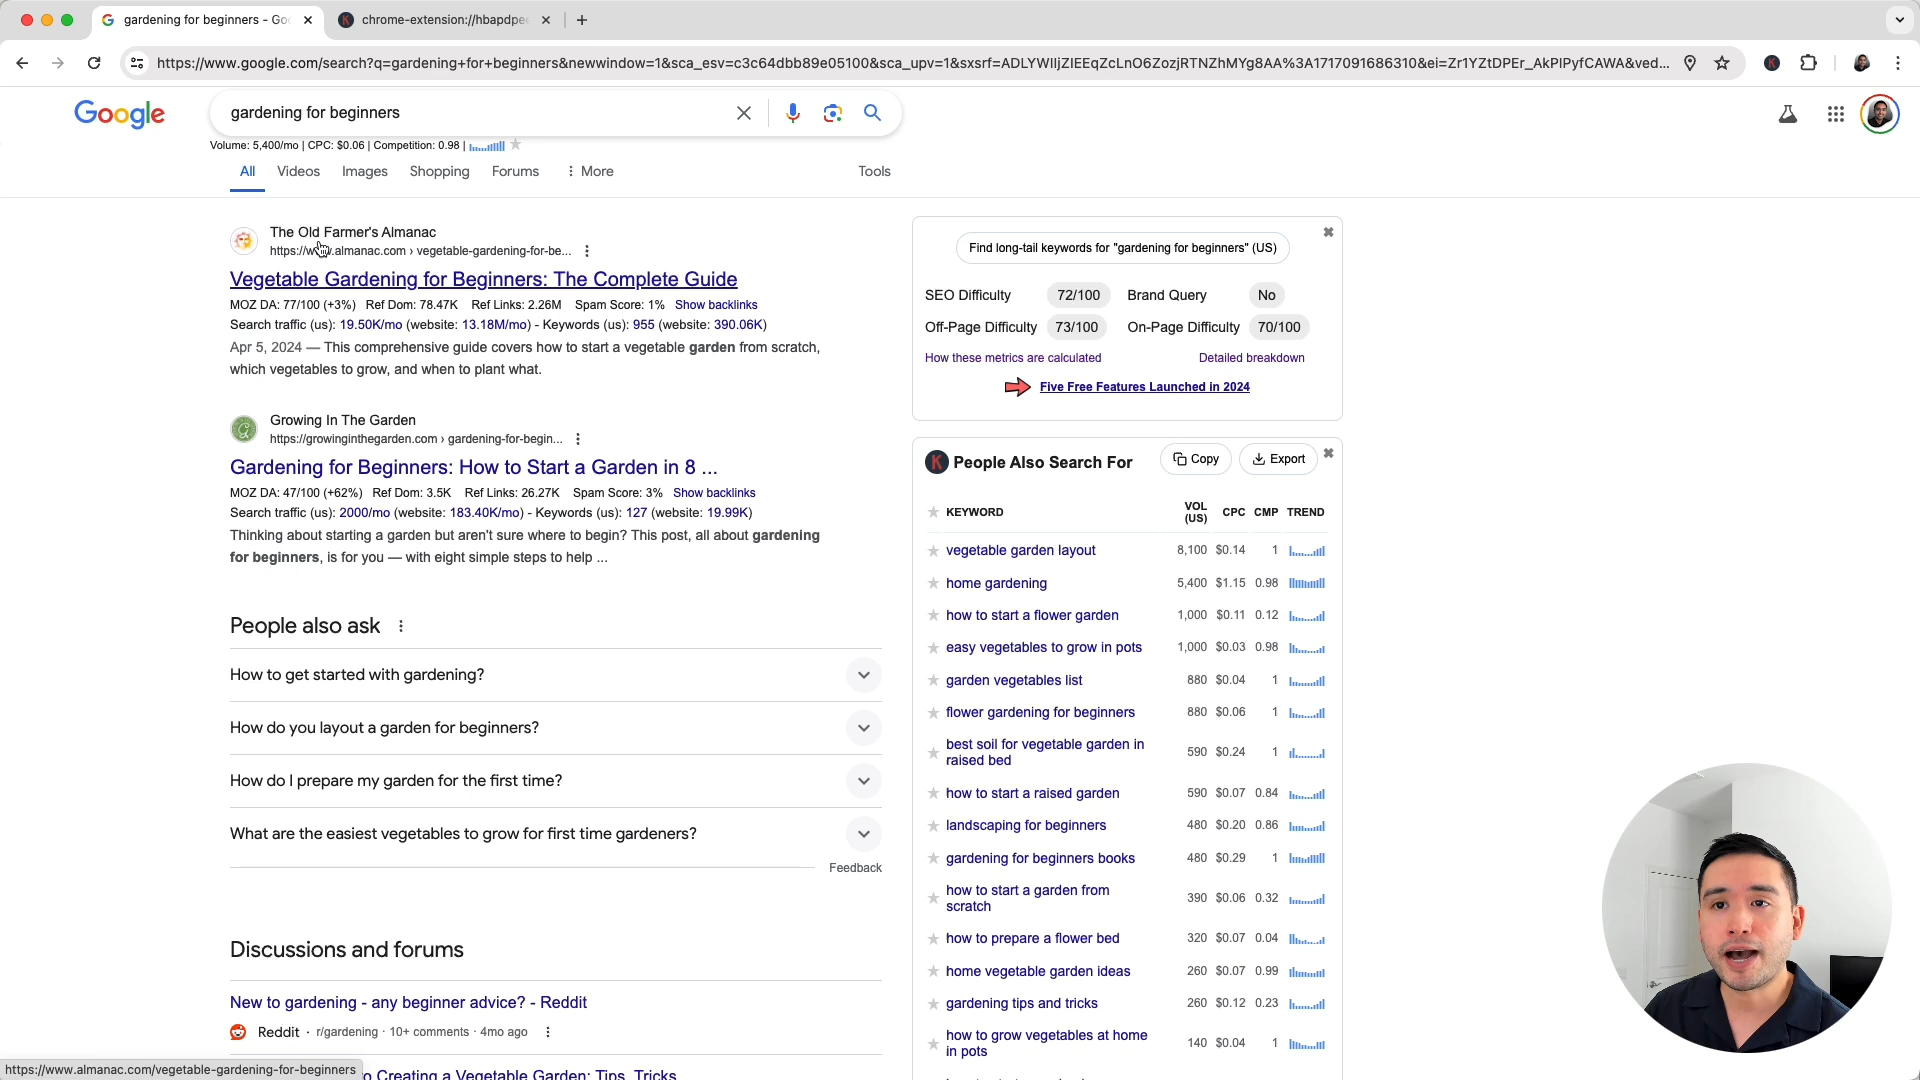 gardening for beginners - Goo
chrome-extension://hbapdpee
https://www.google.com/search?q=gardening+for+beginners&newwindow=1&sca_esv=c3c64dbb89e05100&sca_upv=1&sxsrf=ADLYWIljZIEEqZcLnO6ZozjRTNZhMYg8AA%3A1717091686310&ei=Zr1YZtDPEr_AkPIPyfCAWA&ved...
Google
gardening for beginners
Volume: 5,400/mo | CPC: $0.06 | Competition: 0.98 |
All Videos Images Shopping Forums More Tools
The Old Farmer's Almanac
https://www.almanac.com › vegetable-gardening-for-be...
Vegetable Gardening for Beginners: The Complete Guide
MOZ DA: 77/100 (+3%) Ref Dom: 78.47K Ref Links: 2.26M Spam Score: 1% Show backlinks
Search traffic (us): 19.50K/mo (website: 13.18M/mo) - Keywords (us): 955 (website: 390.06K)
Apr 5, 2024 — This comprehensive guide covers how to start a vegetable garden from scratch,
which vegetables to grow, and when to plant what.
Growing In The Garden
https://growinginthegarden.com › gardening-for-begin...
Gardening for Beginners: How to Start a Garden in 8 ...
MOZ DA: 47/100 (+62%) Ref Dom: 3.5K Ref Links: 26.27K Spam Score: 3% Show backlinks
Search traffic (us): 2000/mo (website: 183.40K/mo) - Keywords (us): 127 (website: 19.99K)
Thinking about starting a garden but aren't sure where to begin? This post, all about gardening
for beginners, is for you — with eight simple steps to help ...
People also ask
How to get started with gardening?
How do you layout a garden for beginners?
How do I prepare my garden for the first time?
What are the easiest vegetables to grow for first time gardeners?
Feedback
Discussions and forums
New to gardening - any beginner advice? - Reddit
Reddit · r/gardening · 10+ comments · 4mo ago
o Creating a Vegetable Garden: Tips, Tricks
https://www.almanac.com/vegetable-gardening-for-beginners
Find long-tail keywords for "gardening for beginners" (US)
SEO Difficulty 72/100 Brand Query No
Off-Page Difficulty 73/100 On-Page Difficulty 70/100
How these metrics are calculated Detailed breakdown
Five Free Features Launched in 2024
K People Also Search For Copy Export
KEYWORD VOL (US) CPC CMP TREND
vegetable garden layout 8,100 $0.14 1
home gardening 5,400 $1.15 0.98
how to start a flower garden 1,000 $0.11 0.12
easy vegetables to grow in pots 1,000 $0.03 0.98
garden vegetables list 880 $0.04 1
flower gardening for beginners 880 $0.06 1
best soil for vegetable garden in
raised bed 590 $0.24 1
how to start a raised garden 590 $0.07 0.84
landscaping for beginners 480 $0.20 0.86
gardening for beginners books 480 $0.29 1
how to start a garden from
scratch 390 $0.06 0.32
how to prepare a flower bed 320 $0.07 0.04
home vegetable garden ideas 260 $0.07 0.99
gardening tips and tricks 260 $0.12 0.23
how to grow vegetables at home
in pots 140 $0.04 1